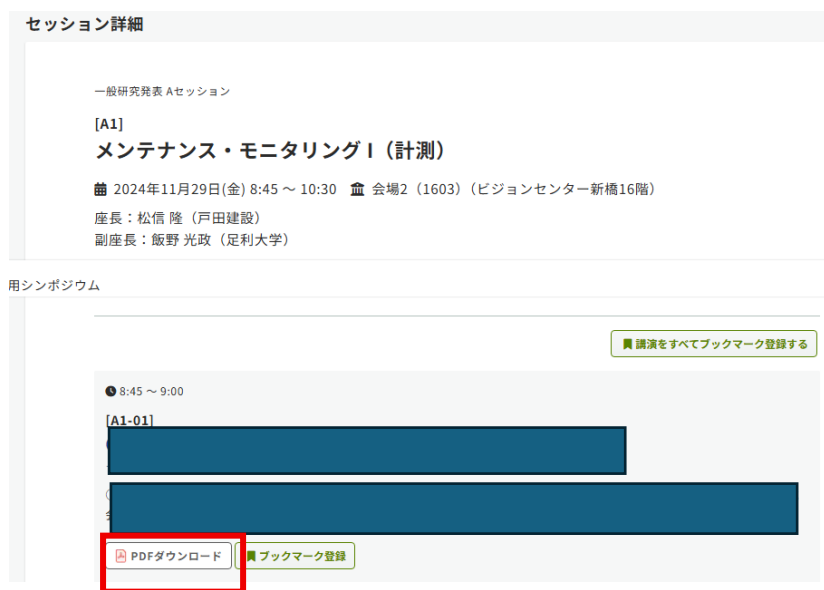 セッション詳細
一般研究発表 Aセッション
[A1]
メンテナンス・モニタリング I（計測）
2024年11月29日(金) 8:45 ～ 10:30 会場2（1603）（ビジョンセンター新橋16階）
座長：松信 隆（戸田建設）
副座長：飯野 光政（足利大学）
用シンポジウム
講演をすべてブックマーク登録する
8:45 ～ 9:00
[A1-01]
PDFダウンロード ブックマーク登録